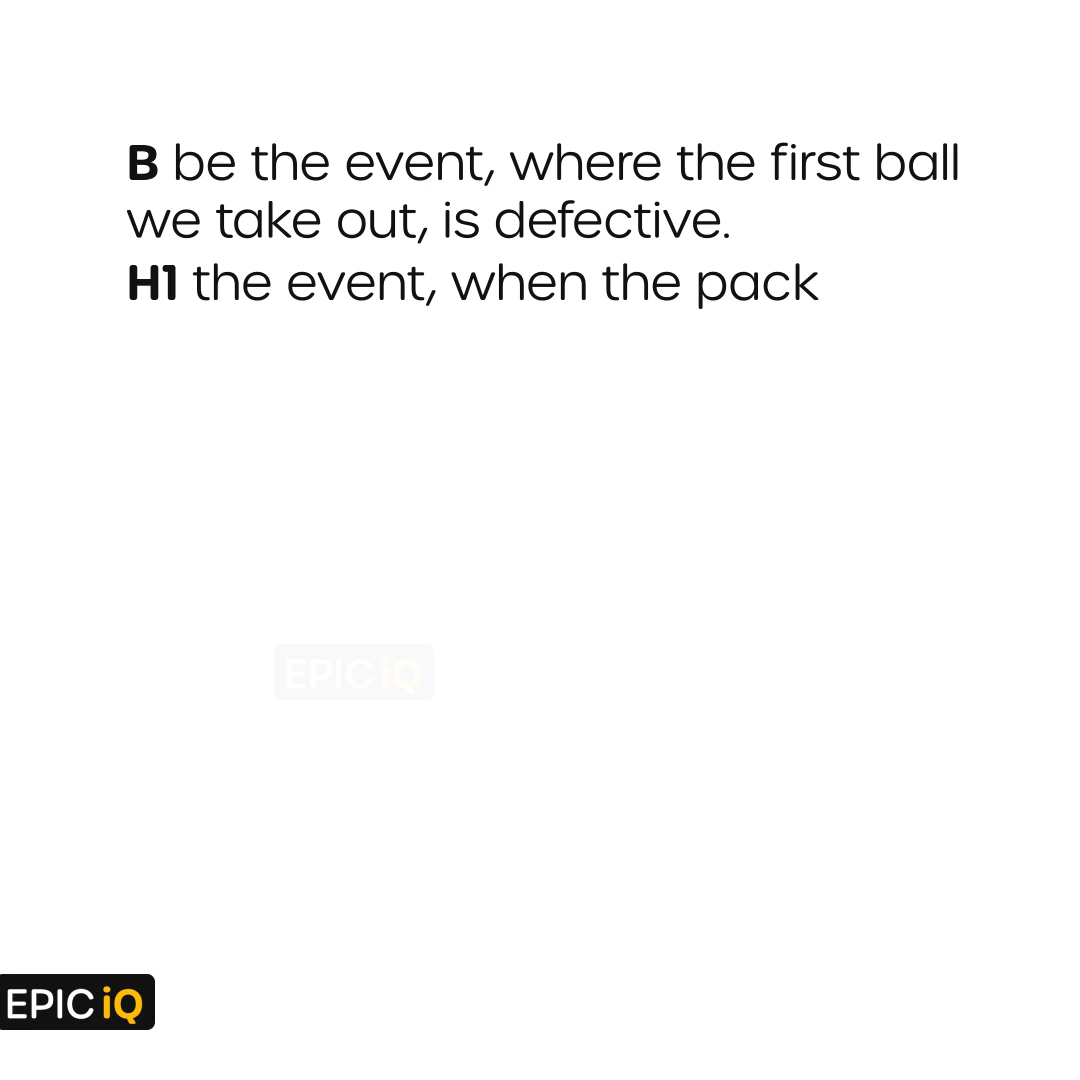 B be the event, where the first ball
we take out, is defective.
H1 the event, when the pack
EPIC iQ
EPIC iQ